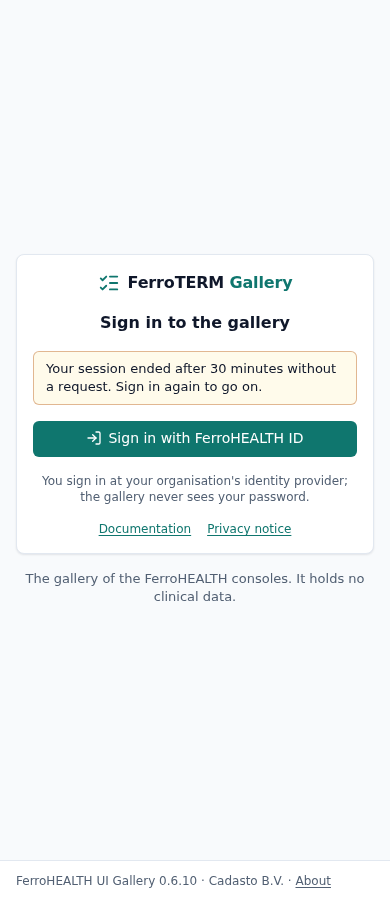 FerroTERM Gallery
Sign in to the gallery
Your session ended after 30 minutes without
a request. Sign in again to go on.
Sign in with FerroHEALTH ID
You sign in at your organisation's identity provider;
the gallery never sees your password.
Documentation Privacy notice
The gallery of the FerroHEALTH consoles. It holds no
clinical data.
FerroHEALTH UI Gallery 0.6.10 · Cadasto B.V. · About